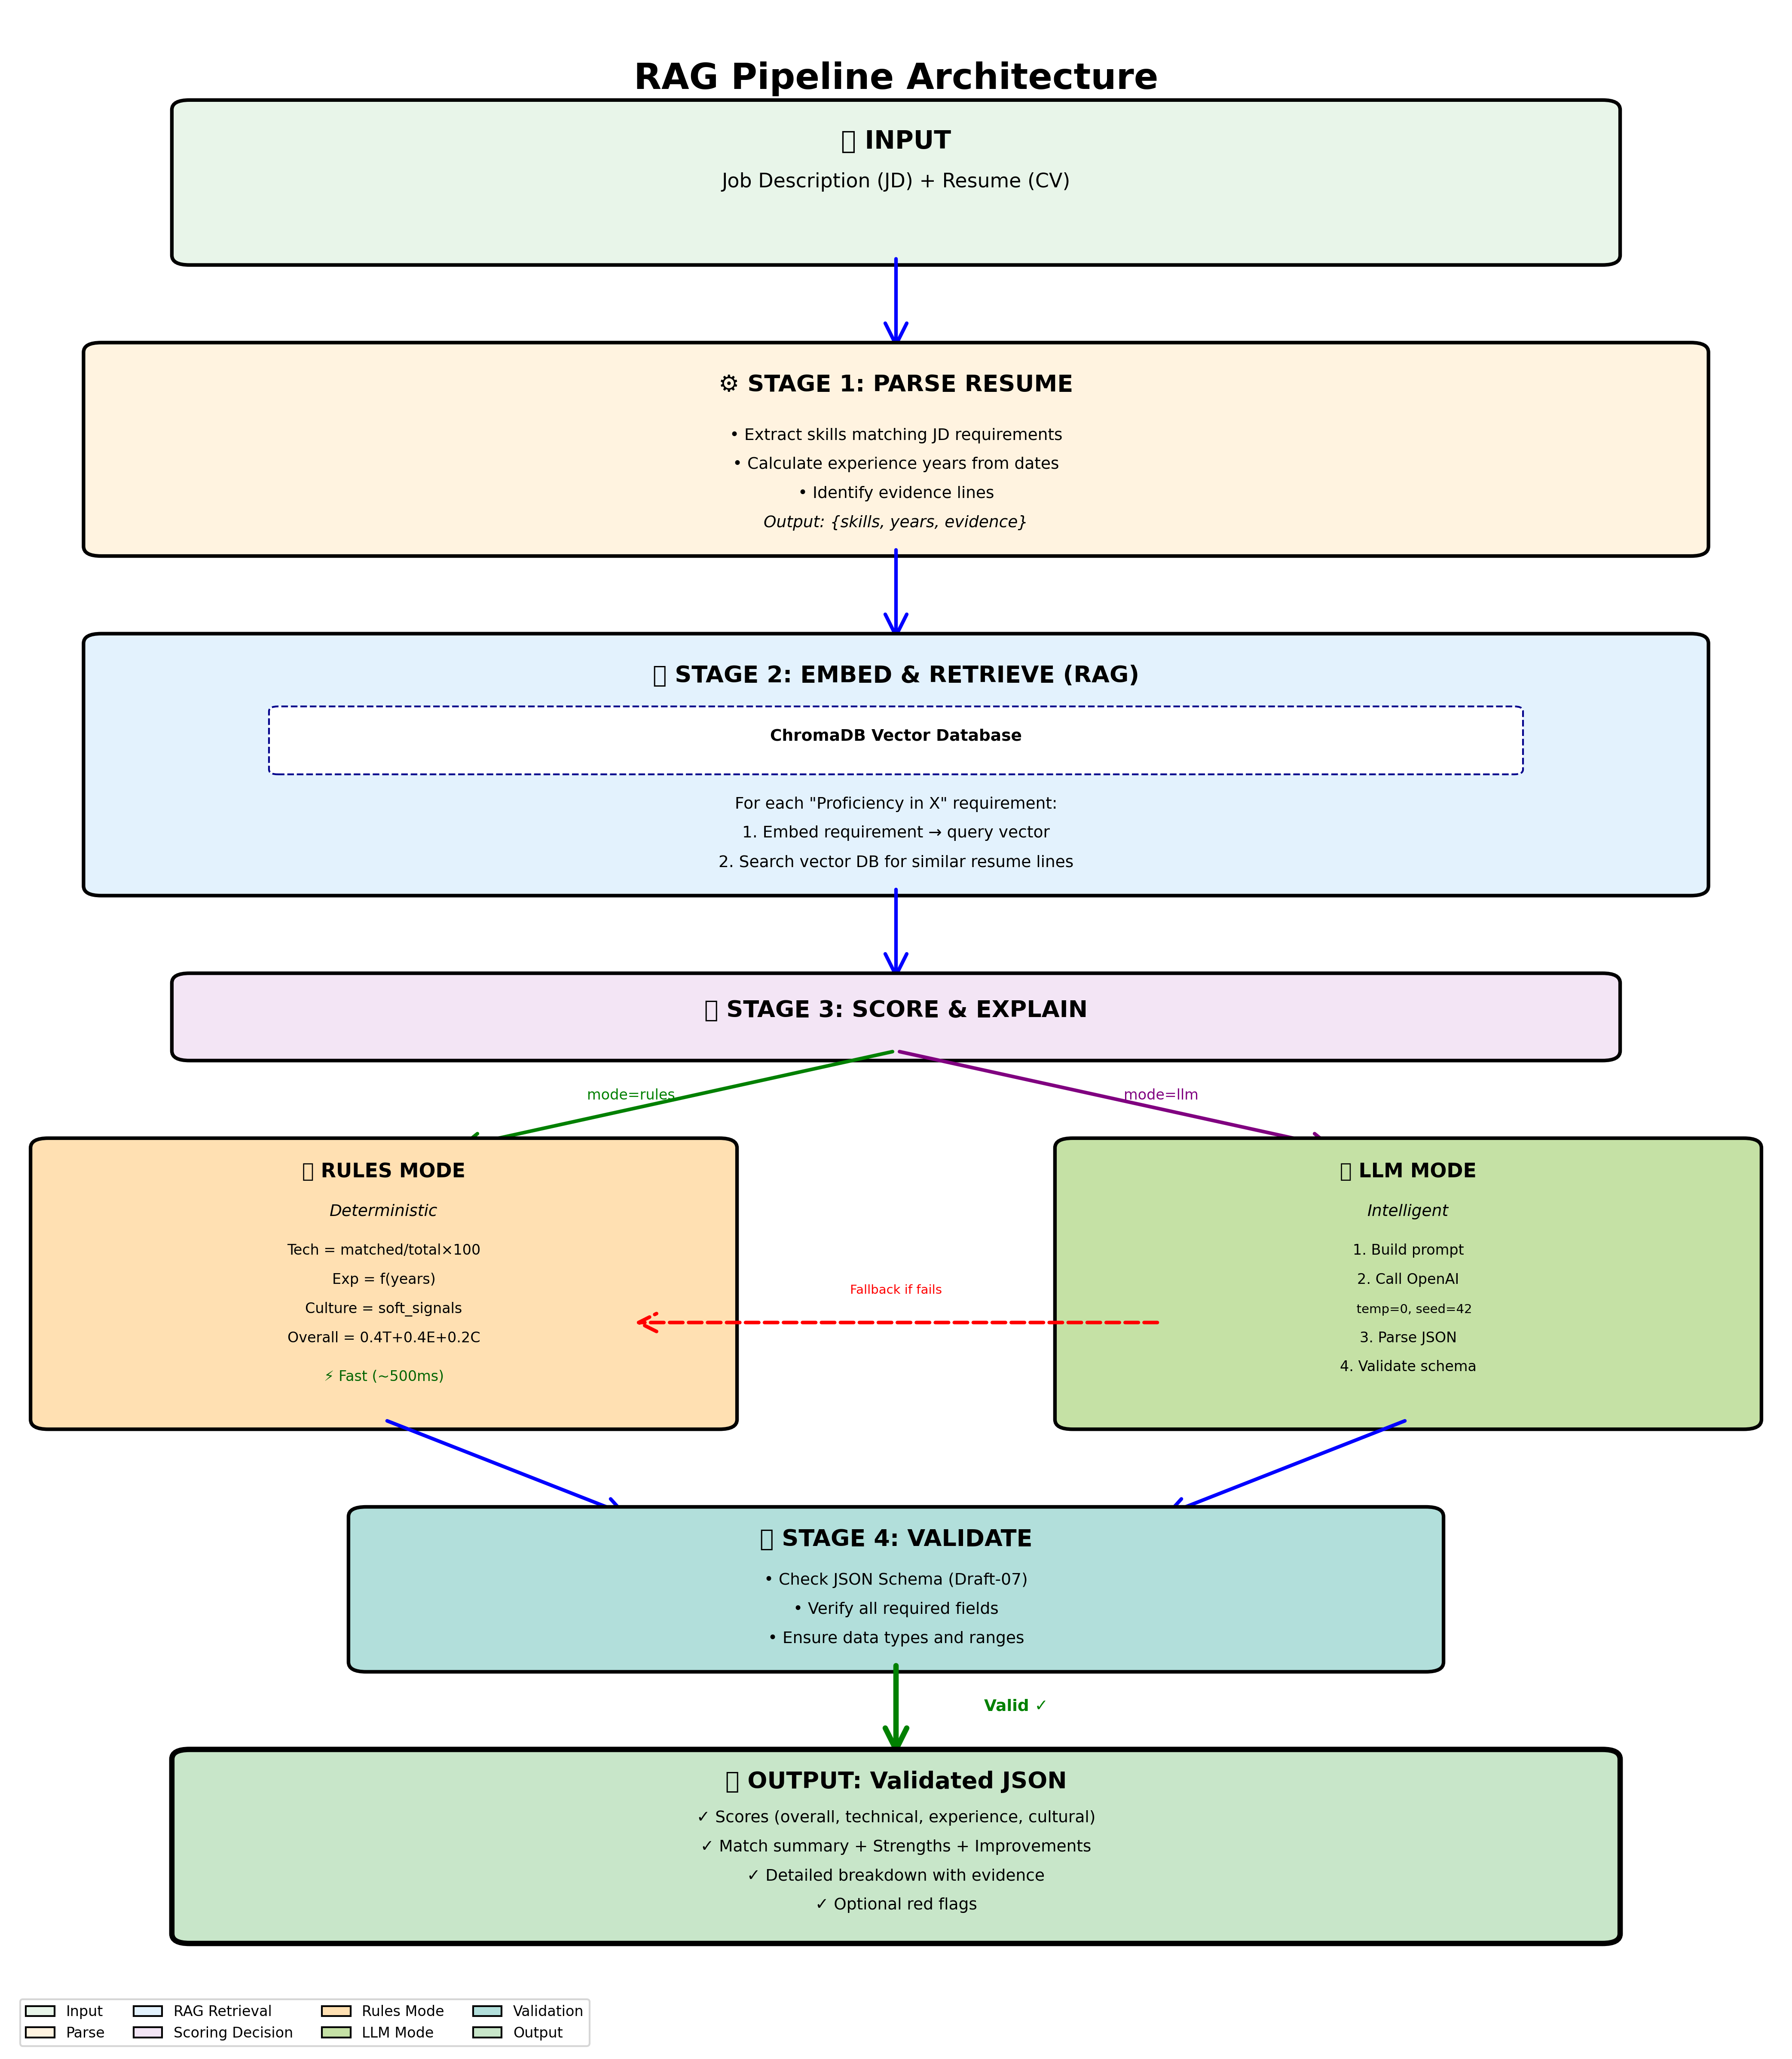 RAG Pipeline Architecture
INPUT
Job Description (JD) + Resume (CV)
⚙ STAGE 1: PARSE RESUME
• Extract skills matching JD requirements
• Calculate experience years from dates
• Identify evidence lines
Output: {skills, years, evidence}
STAGE 2: EMBED & RETRIEVE (RAG)
ChromaDB Vector Database
For each "Proficiency in X" requirement:
1. Embed requirement → query vector
2. Search vector DB for similar resume lines
STAGE 3: SCORE & EXPLAIN
mode=rules
mode=llm
RULES MODE
Deterministic
Tech = matched/total×100
Exp = f(years)
Culture = soft_signals
Overall = 0.4T+0.4E+0.2C
⚡ Fast (~500ms)
Fallback if fails
LLM MODE
Intelligent
1. Build prompt
2. Call OpenAI
temp=0, seed=42
3. Parse JSON
4. Validate schema
STAGE 4: VALIDATE
• Check JSON Schema (Draft-07)
• Verify all required fields
• Ensure data types and ranges
Valid ✓
OUTPUT: Validated JSON
✓ Scores (overall, technical, experience, cultural)
✓ Match summary + Strengths + Improvements
✓ Detailed breakdown with evidence
✓ Optional red flags
Input
Parse
RAG Retrieval
Scoring Decision
Rules Mode
LLM Mode
Validation
Output